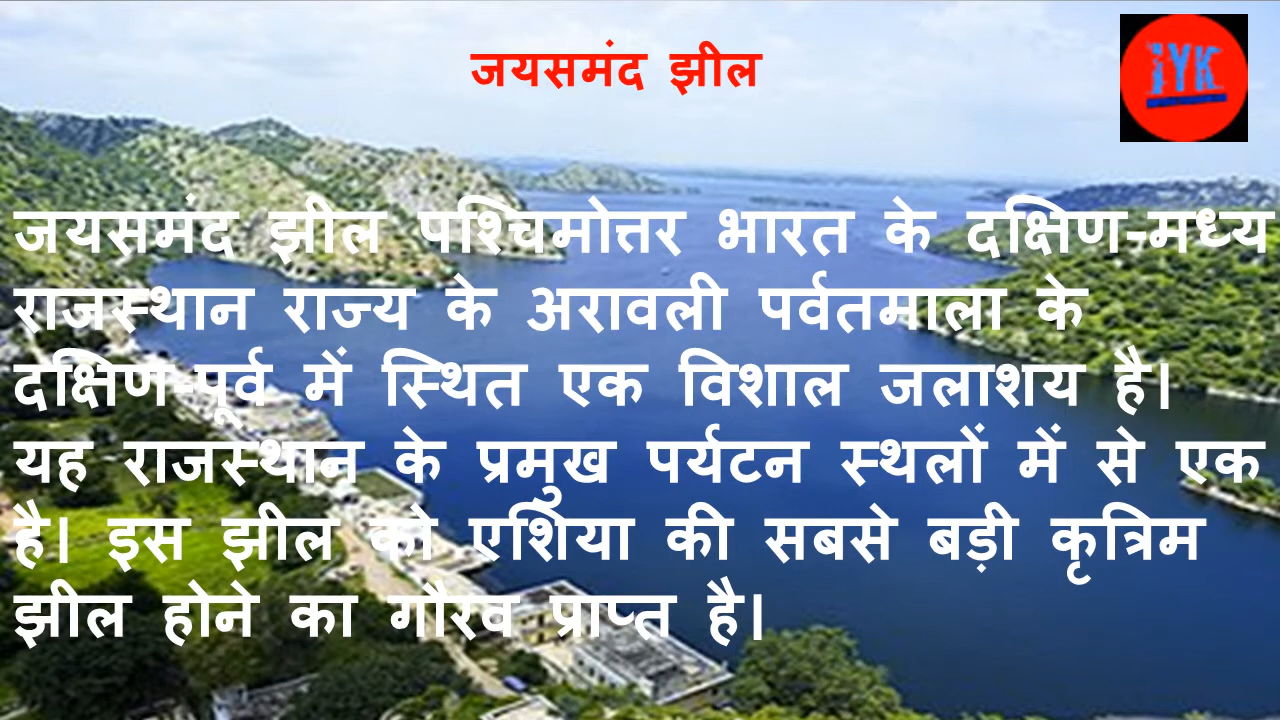 जयसमंद झील
IYK
जयसमंद झील पश्चिमोत्तर भारत के दक्षिण-मध्य
राजस्थान राज्य के अरावली पर्वतमाला के
दक्षिण-पूर्व में स्थित एक विशाल जलाशय है।
यह राजस्थान के प्रमुख पर्यटन स्थलों में से एक
है। इस झील को एशिया की सबसे बड़ी कृत्रिम
झील होने का गौरव प्राप्त है।